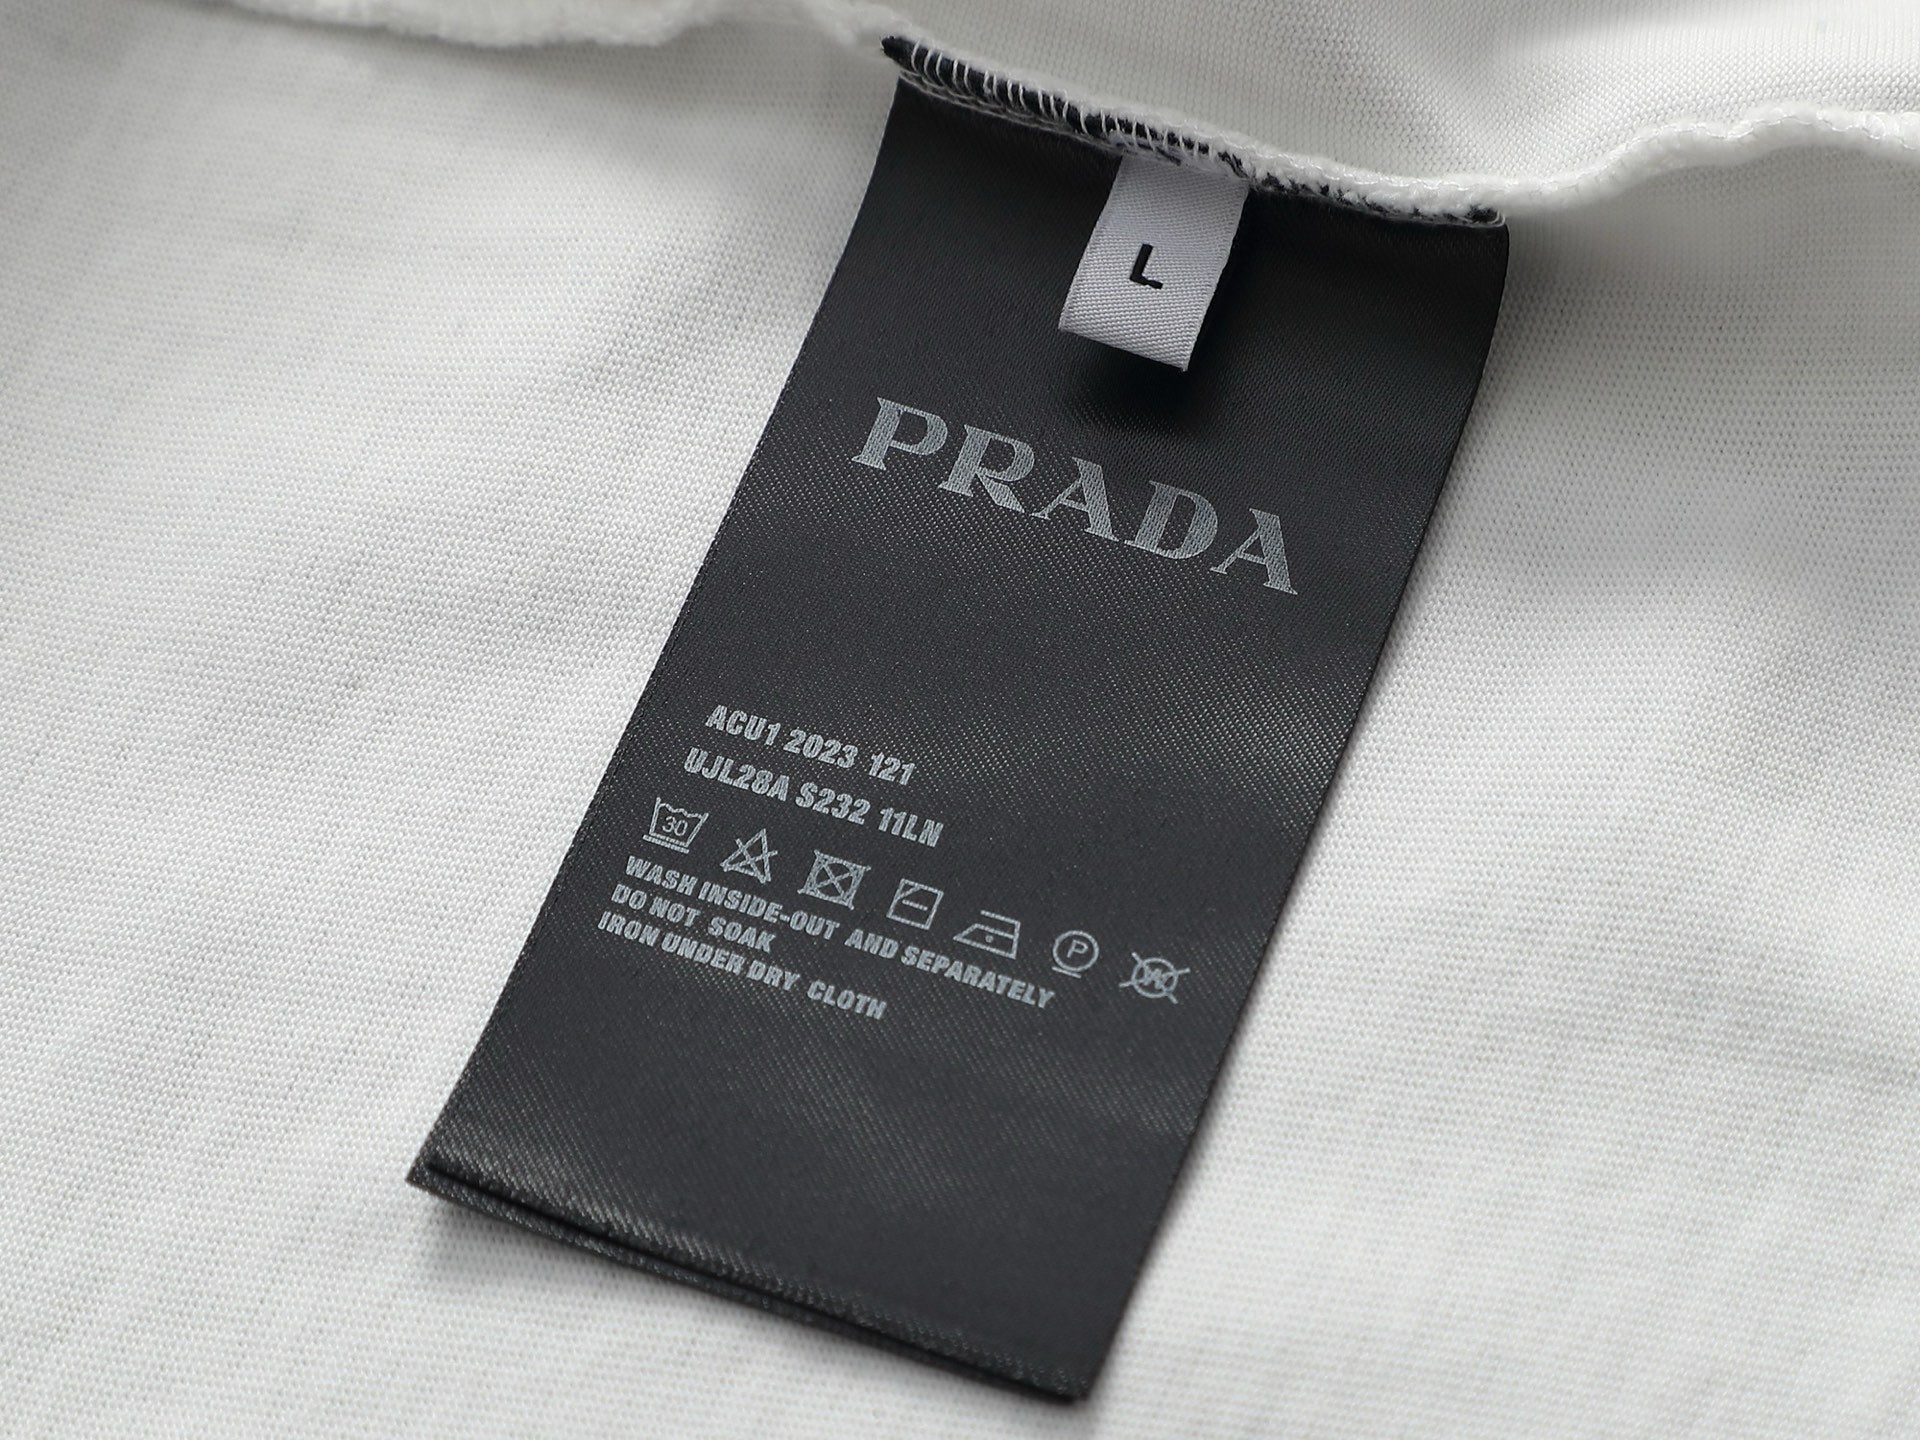 L
PRADA
ACU1 2023 121
UJL28A S232 11LN
30
P
W
WASH INSIDE-OUT AND SEPARATELY
DO NOT SOAK
IRON UNDER DRY CLOTH